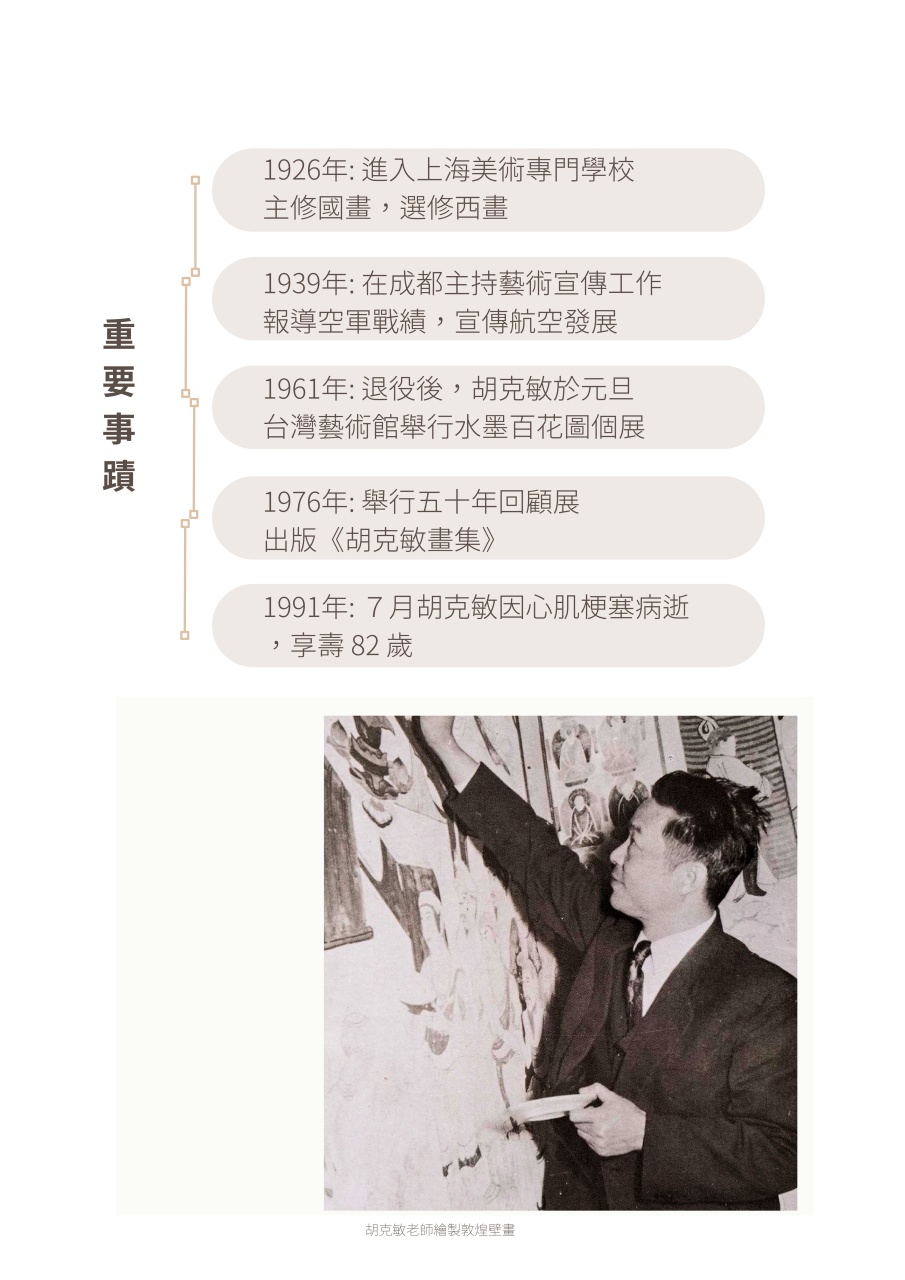 重要事蹟
1926年: 進入上海美術專門學校
主修國畫，選修西畫
1939年: 在成都主持藝術宣傳工作
報導空軍戰績，宣傳航空發展
1961年: 退役後，胡克敏於元旦
台灣藝術館舉行水墨百花圖個展
1976年: 舉行五十年回顧展
出版《胡克敏畫集》
1991年: ７月胡克敏因心肌梗塞病逝
，享壽 82 歲
胡克敏老師繪製敦煌壁畫